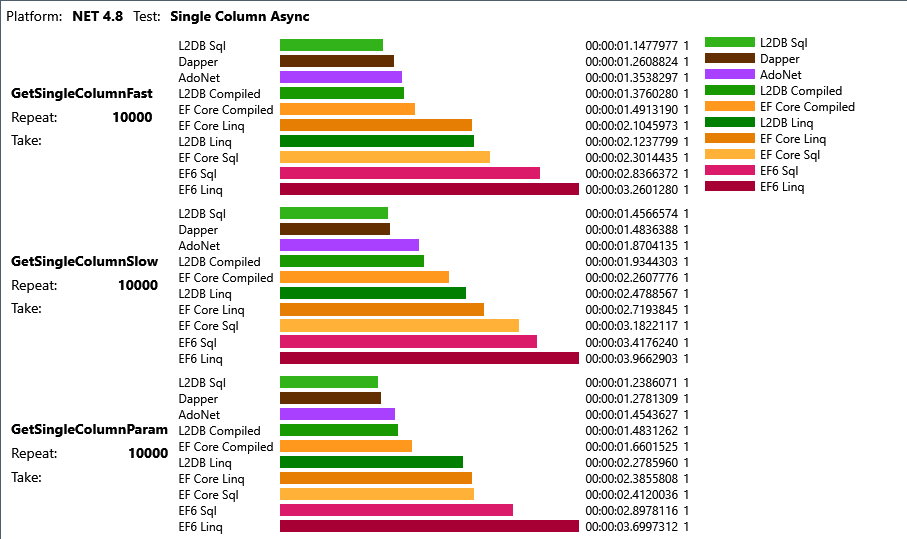 Platform: NET 4.8 Test: Single Column Async
GetSingleColumnFast
Repeat: 10000
Take:
L2DB Sql 00:00:01.1477977 1
Dapper 00:00:01.2608824 1
AdoNet 00:00:01.3538297 1
L2DB Compiled 00:00:01.3760280 1
EF Core Compiled 00:00:01.4913190 1
EF Core Linq 00:00:02.1045973 1
L2DB Linq 00:00:02.1237799 1
EF Core Sql 00:00:02.3014435 1
EF6 Sql 00:00:02.8366372 1
EF6 Linq 00:00:03.2601280 1
L2DB Sql
Dapper
AdoNet
L2DB Compiled
EF Core Compiled
L2DB Linq
EF Core Linq
EF Core Sql
EF6 Sql
EF6 Linq
GetSingleColumnSlow
Repeat: 10000
Take:
L2DB Sql 00:00:01.4566574 1
Dapper 00:00:01.4836388 1
AdoNet 00:00:01.8704135 1
L2DB Compiled 00:00:01.9344303 1
EF Core Compiled 00:00:02.2607776 1
L2DB Linq 00:00:02.4788567 1
EF Core Linq 00:00:02.7193845 1
EF Core Sql 00:00:03.1822117 1
EF6 Sql 00:00:03.4176240 1
EF6 Linq 00:00:03.9662903 1
GetSingleColumnParam
Repeat: 10000
Take:
L2DB Sql 00:00:01.2386071 1
Dapper 00:00:01.2781309 1
AdoNet 00:00:01.4543627 1
L2DB Compiled 00:00:01.4831262 1
EF Core Compiled 00:00:01.6601525 1
L2DB Linq 00:00:02.2785960 1
EF Core Linq 00:00:02.3855808 1
EF Core Sql 00:00:02.4120036 1
EF6 Sql 00:00:02.8978116 1
EF6 Linq 00:00:03.6997312 1